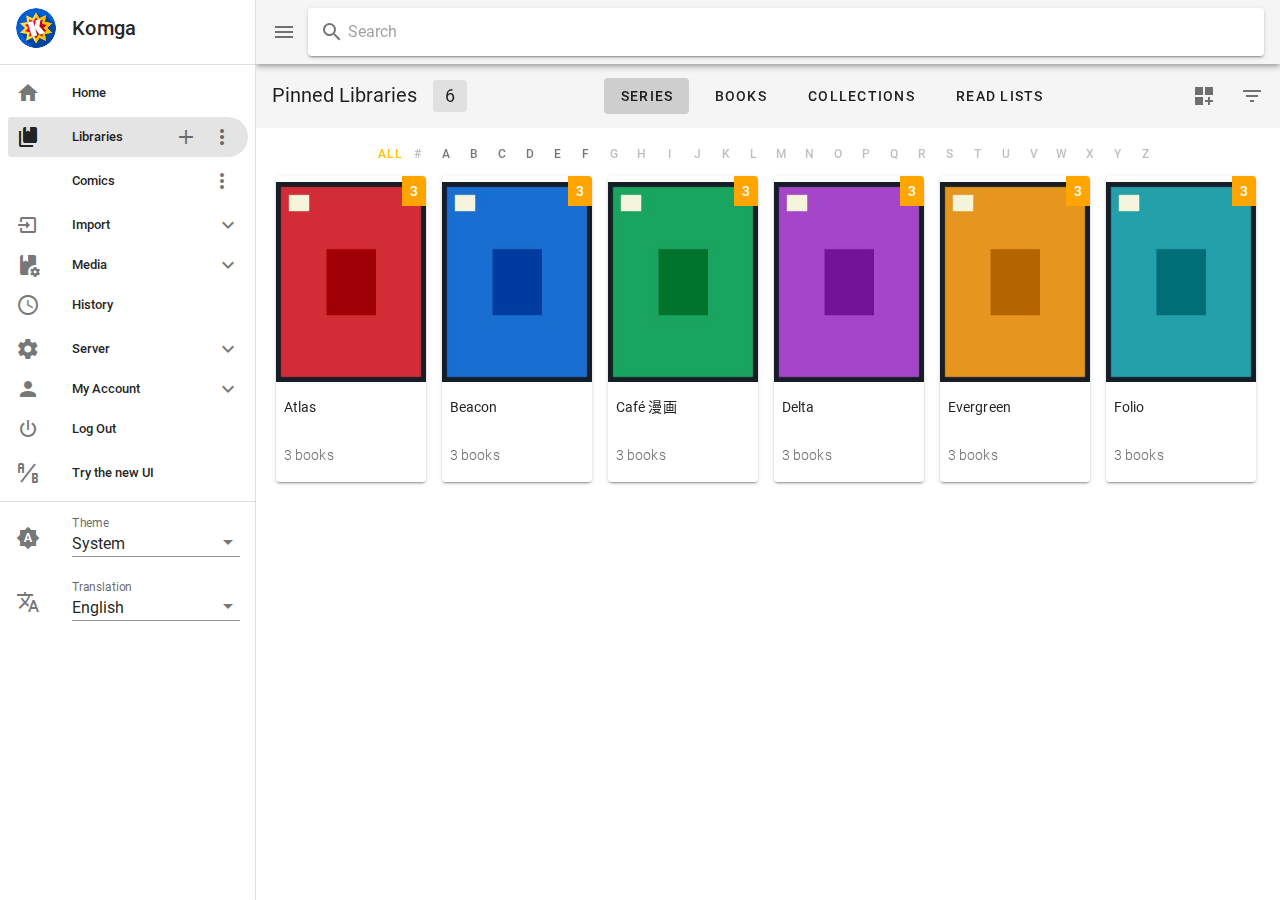 Komga
Search
Home
Libraries
Comics
Import
Media
History
Server
My Account
Log Out
A/B Try the new UI
Theme
A System
Translation
English
Pinned Libraries 6 SERIES BOOKS COLLECTIONS READ LISTS
ALL # A B C D E F G H I J K L M N O P Q R S T U V W X Y Z
3 3 3 3 3 3
Atlas Beacon Café 漫画 Delta Evergreen Folio
3 books 3 books 3 books 3 books 3 books 3 books